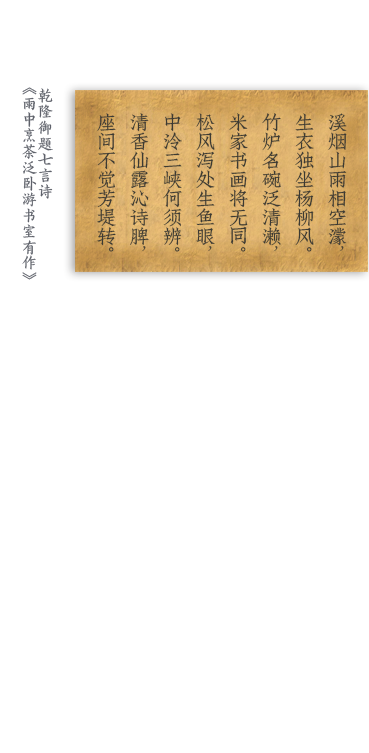 溪烟山雨相空濛，
生衣独坐杨柳风。
竹炉名碗泛清濑，
米家书画将无同。
松风泻处生鱼眼，
中泠三峡何须辨。
清香仙露沁诗脾，
座间不觉芳堤转。
乾隆御题七言诗
《雨中烹茶泛卧游书室有作》